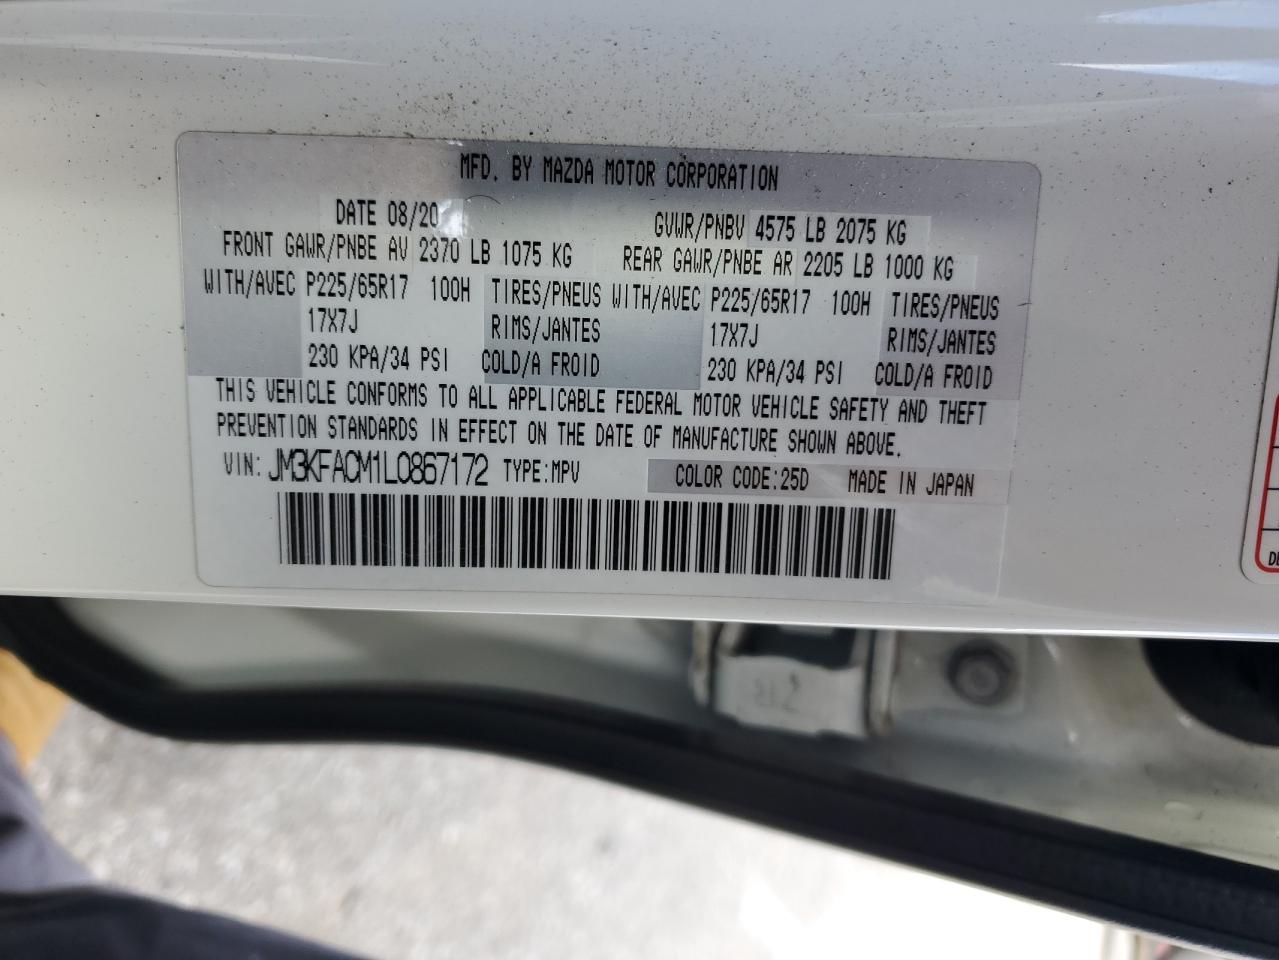 MFD. BY MAZDA MOTOR CORPORATION
DATE 08/20 GVWR/PNBV 4575 LB 2075 KG
FRONT GAWR/PNBE AV 2370 LB 1075 KG REAR GAWR/PNBE AR 2205 LB 1000 KG
WITH/AVEC P225/65R17 100H TIRES/PNEUS WITH/AVEC P225/65R17 100H TIRES/PNEUS
17X7J RIMS/JANTES 17X7J RIMS/JANTES
230 KPA/34 PSI COLD/A FROID 230 KPA/34 PSI COLD/A FROID
THIS VEHICLE CONFORMS TO ALL APPLICABLE FEDERAL MOTOR VEHICLE SAFETY AND THEFT
PREVENTION STANDARDS IN EFFECT ON THE DATE OF MANUFACTURE SHOWN ABOVE.
VIN: JM3KFACM1L0867172 TYPE:MPV COLOR CODE:25D MADE IN JAPAN